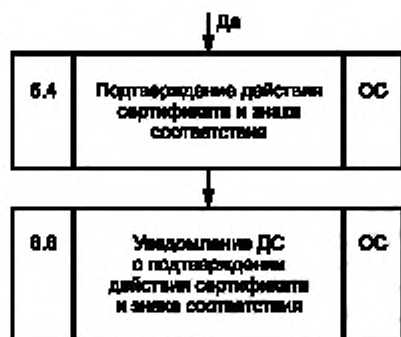 Да
6.4 Подтверждение действия ОС
сертификата и знака
соответствия
6.6 Уведомление ДС ОС
о подтверждении
действия сертификата
и знака соответствия